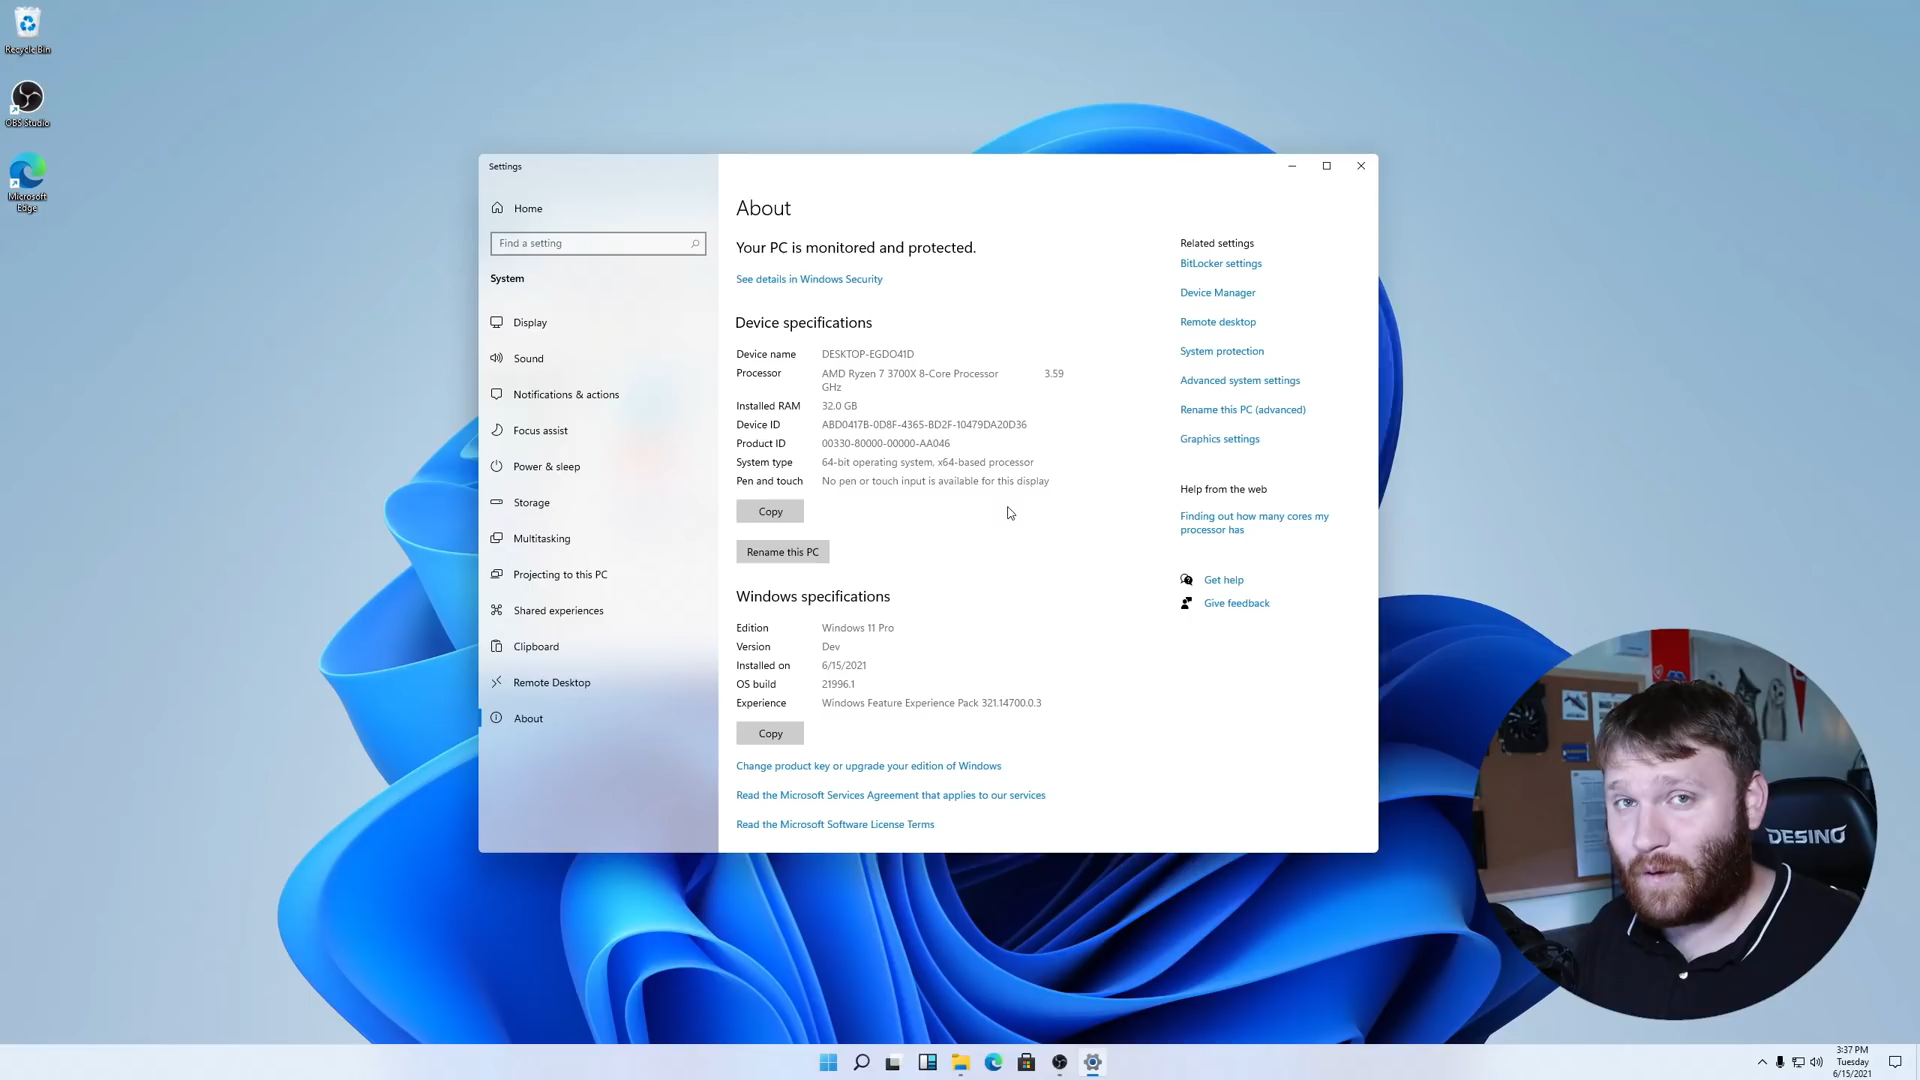 Recycle Bin
OBS Studio
Microsoft
Edge
Settings
Home
Find a setting
System
Display
Sound
Notifications & actions
Focus assist
Power & sleep
Storage
Multitasking
Projecting to this PC
Shared experiences
Clipboard
Remote Desktop
About
About
Your PC is monitored and protected.
See details in Windows Security
Device specifications
Device name DESKTOP-EGDO41D
Processor AMD Ryzen 7 3700X 8-Core Processor 3.59
GHz
Installed RAM 32.0 GB
Device ID ABD0417B-0D8F-4365-BD2F-10479DA20D36
Product ID 00330-80000-00000-AA046
System type 64-bit operating system, x64-based processor
Pen and touch No pen or touch input is available for this display
Copy
Rename this PC
Windows specifications
Edition Windows 11 Pro
Version Dev
Installed on 6/15/2021
OS build 21996.1
Experience Windows Feature Experience Pack 321.14700.0.3
Copy
Change product key or upgrade your edition of Windows
Read the Microsoft Services Agreement that applies to our services
Read the Microsoft Software License Terms
Related settings
BitLocker settings
Device Manager
Remote desktop
System protection
Advanced system settings
Rename this PC (advanced)
Graphics settings
Help from the web
Finding out how many cores my
processor has
Get help
Give feedback
DESINO
3:37 PM
Tuesday
6/15/2021